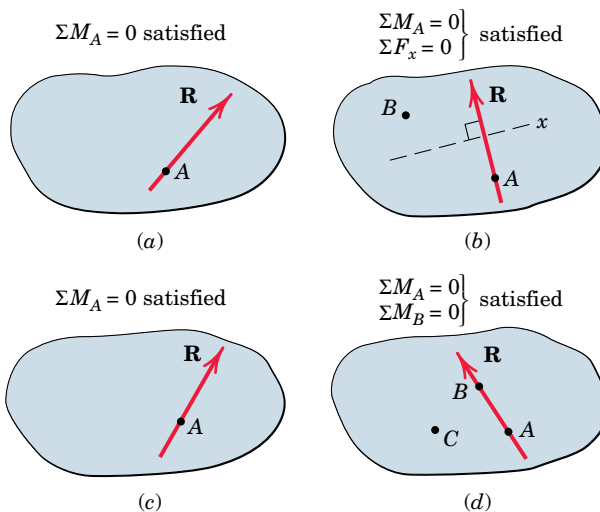 ΣM_A = 0 satisfied
R
A
(a)
ΣM_A = 0
ΣF_x = 0} satisfied
B
R
x
A
(b)
ΣM_A = 0 satisfied
R
A
(c)
ΣM_A = 0
ΣM_B = 0} satisfied
R
B
C
A
(d)